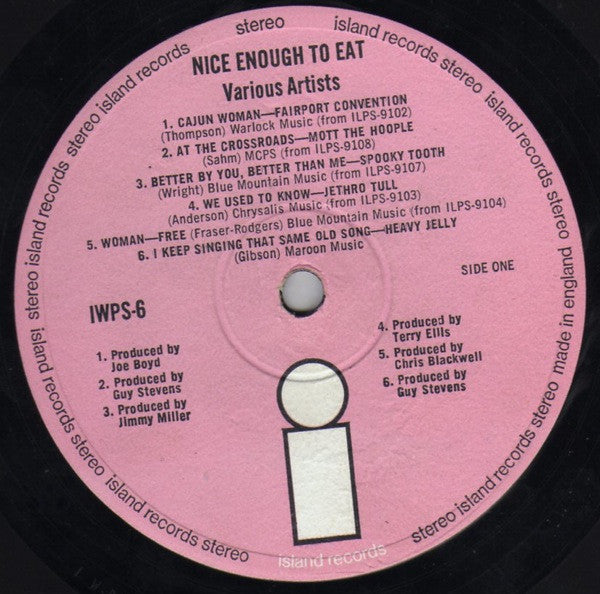 stereo island records stereo island records stereo island records stereo
NICE ENOUGH TO EAT
Various Artists
1. CAJUN WOMAN—FAIRPORT CONVENTION
(Thompson) Warlock Music (from ILPS-9102)
2. AT THE CROSSROADS—MOTT THE HOOPLE
(Sahm) MCPS (from ILPS-9108)
3. BETTER BY YOU, BETTER THAN ME—SPOOKY TOOTH
(Wright) Blue Mountain Music (from ILPS-9107)
4. WE USED TO KNOW—JETHRO TULL
(Anderson) Chrysalis Music (from ILPS-9103)
5. WOMAN—FREE (Fraser-Rodgers) Blue Mountain Music (from ILPS-9104)
6. I KEEP SINGING THAT SAME OLD SONG—HEAVY JELLY
(Gibson) Maroon Music
SIDE ONE
IWPS-6
1. Produced by
Joe Boyd
2. Produced by
Guy Stevens
3. Produced by
Jimmy Miller
4. Produced by
Terry Ellis
5. Produced by
Chris Blackwell
6. Produced by
Guy Stevens
i
made in england
island records stereo island records stereo
stereo island records stereo
island records